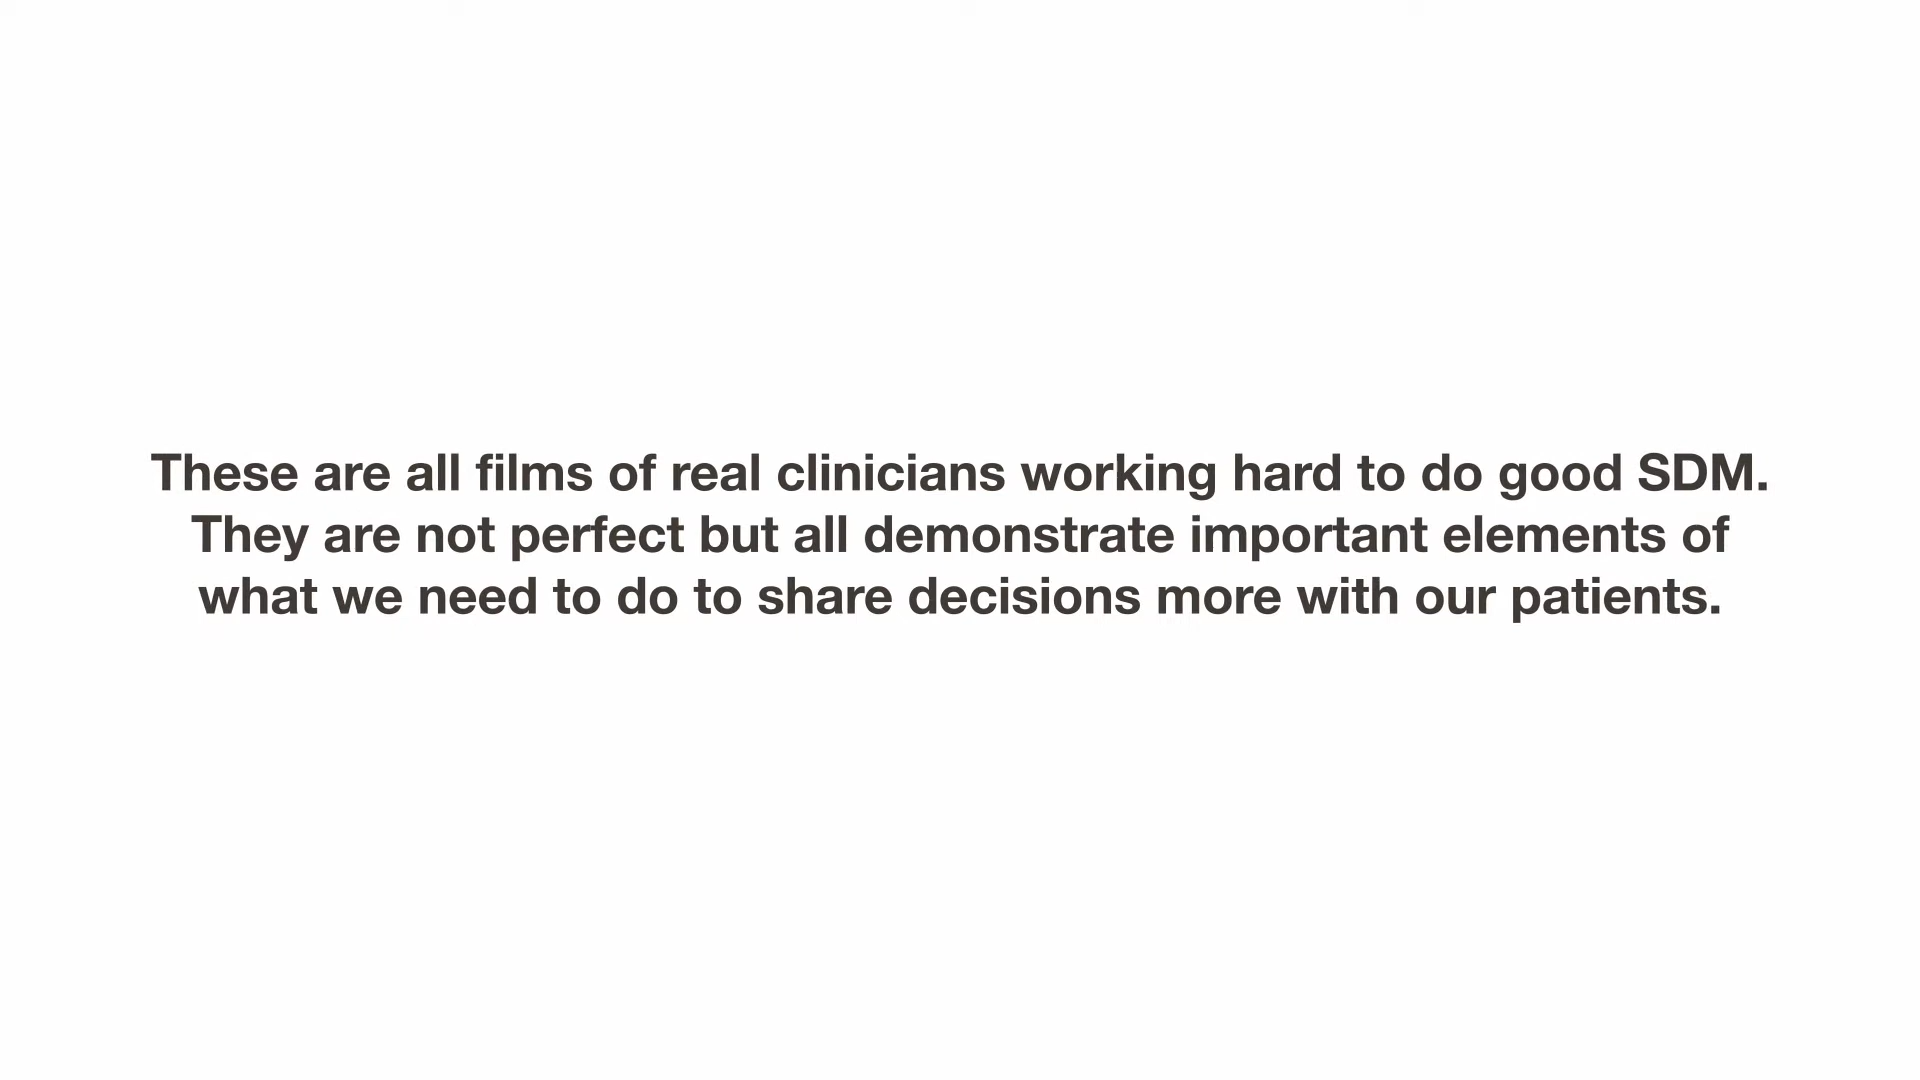 These are all films of real clinicians working hard to do good SDM.
They are not perfect but all demonstrate important elements of
what we need to do to share decisions more with our patients.